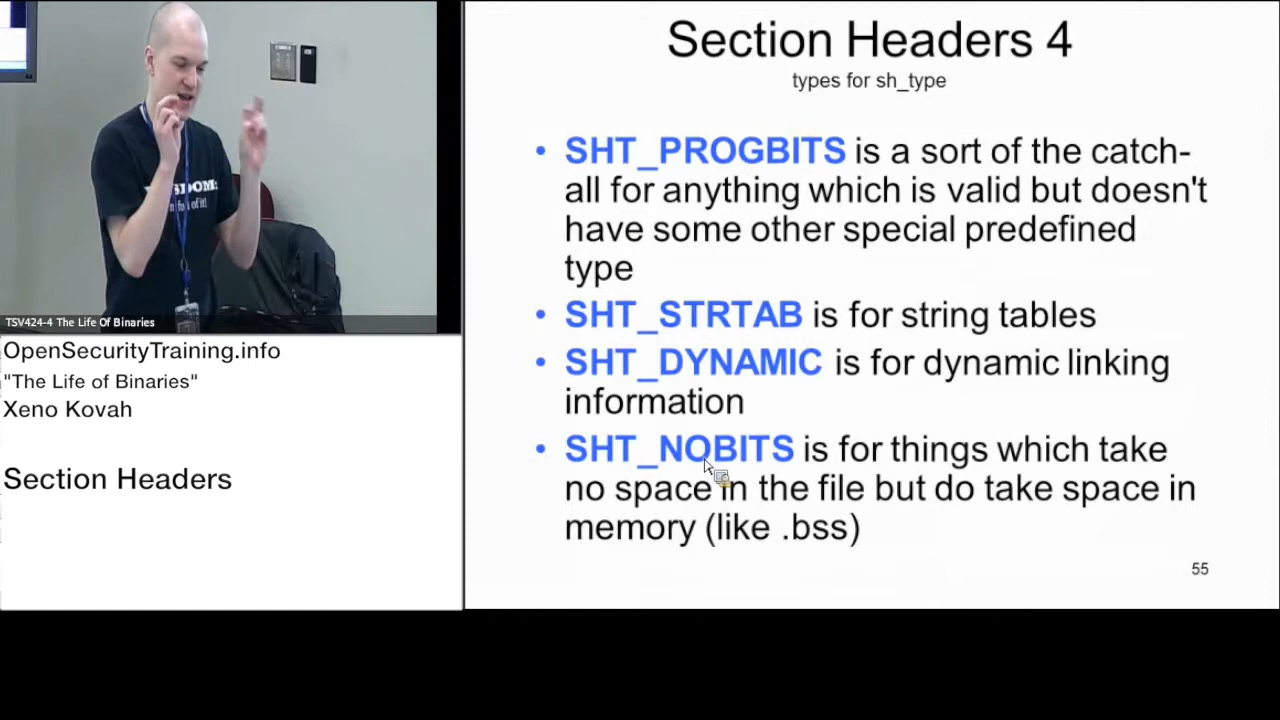 Section Headers 4
types for sh_type
• SHT_PROGBITS is a sort of the catch-
all for anything which is valid but doesn't
have some other special predefined
type
• SHT_STRTAB is for string tables
• SHT_DYNAMIC is for dynamic linking
information
• SHT_NOBITS is for things which take
no space in the file but do take space in
memory (like .bss)
55
TSV424-4 The Life Of Binaries
OpenSecurityTraining.info
"The Life of Binaries"
Xeno Kovah
Section Headers